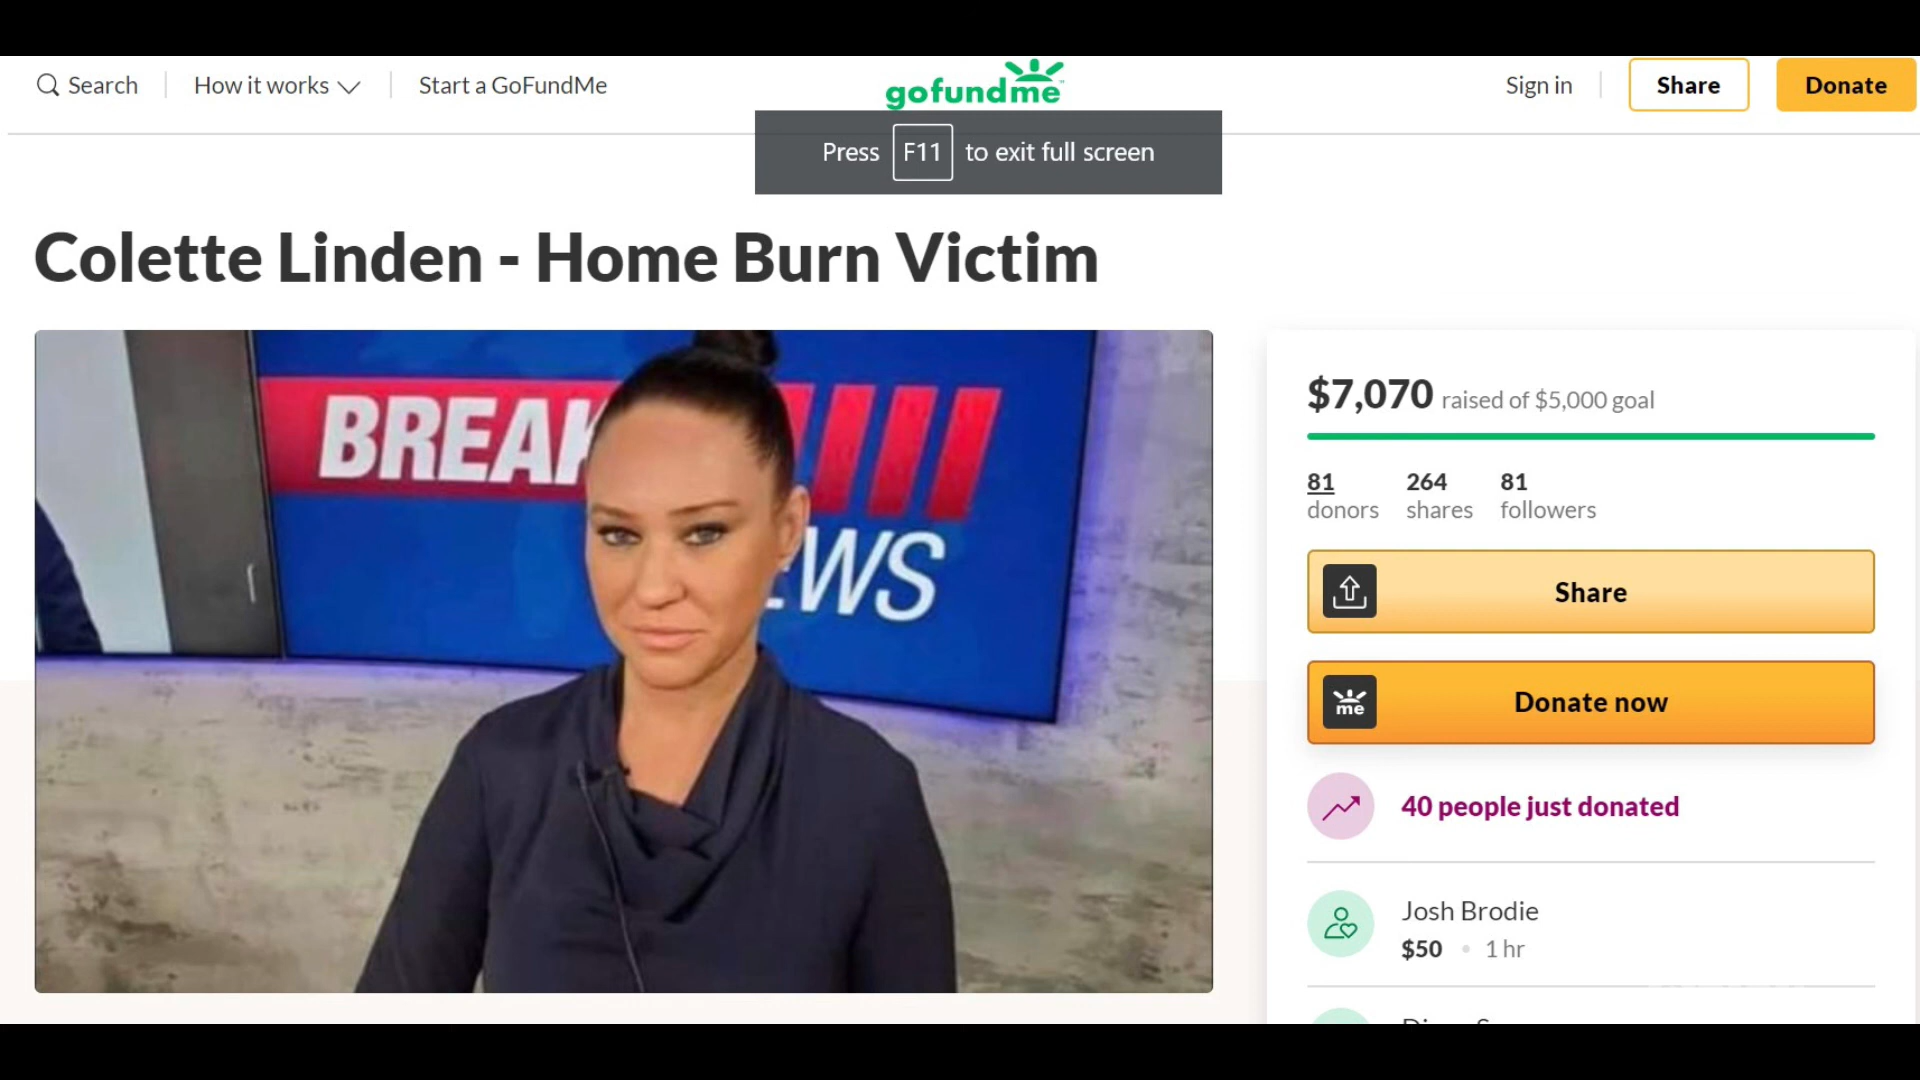 Search
How it works
Start a GoFundMe
gofundme
Sign in
Share
Donate
Press F11 to exit full screen
Colette Linden - Home Burn Victim
BREAK
EWS
$7,070 raised of $5,000 goal
81 donors
264 shares
81 followers
Share
me
Donate now
40 people just donated
Josh Brodie
$50 • 1 hr